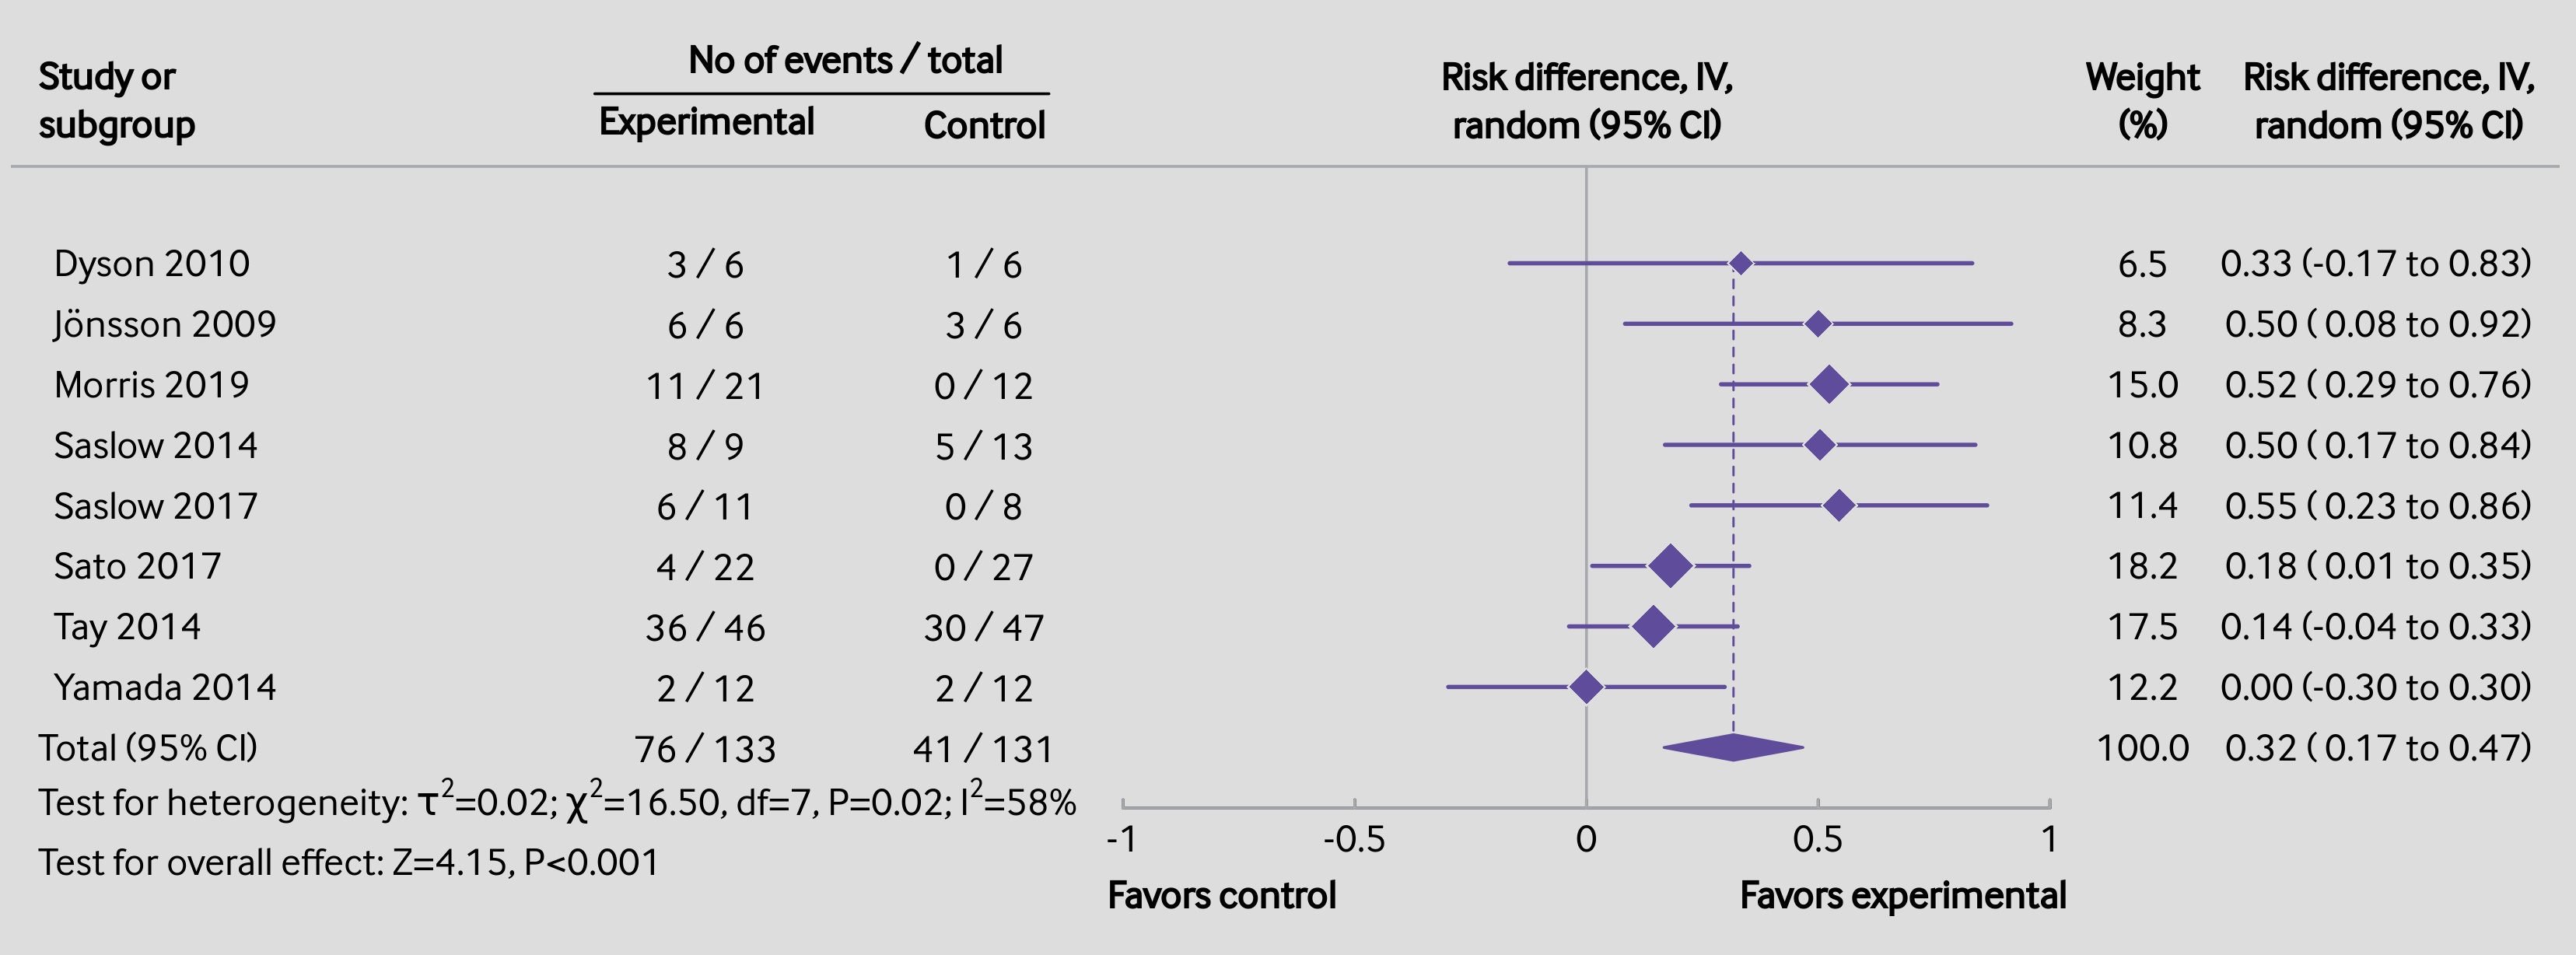 Study or subgroup
No of events / total
Experimental Control
Risk difference, IV, random (95% CI)
Weight (%)
Risk difference, IV, random (95% CI)
Dyson 2010 3 / 6 1 / 6 6.5 0.33 (-0.17 to 0.83)
Jönsson 2009 6 / 6 3 / 6 8.3 0.50 ( 0.08 to 0.92)
Morris 2019 11 / 21 0 / 12 15.0 0.52 ( 0.29 to 0.76)
Saslow 2014 8 / 9 5 / 13 10.8 0.50 ( 0.17 to 0.84)
Saslow 2017 6 / 11 0 / 8 11.4 0.55 ( 0.23 to 0.86)
Sato 2017 4 / 22 0 / 27 18.2 0.18 ( 0.01 to 0.35)
Tay 2014 36 / 46 30 / 47 17.5 0.14 (-0.04 to 0.33)
Yamada 2014 2 / 12 2 / 12 12.2 0.00 (-0.30 to 0.30)
Total (95% CI) 76 / 133 41 / 131 100.0 0.32 ( 0.17 to 0.47)
Test for heterogeneity: τ²=0.02; χ²=16.50, df=7, P=0.02; I²=58%
-1 -0.5 0 0.5 1
Test for overall effect: Z=4.15, P<0.001
Favors control Favors experimental